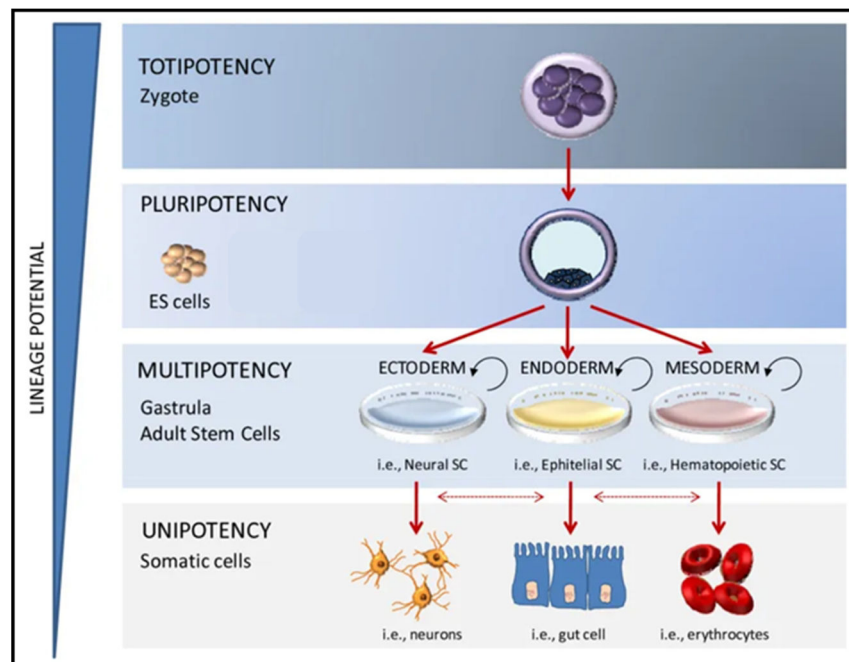 LINEAGE POTENTIAL
TOTIPOTENCY
Zygote
PLURIPOTENCY
ES cells
MULTIPOTENCY
Gastrula
Adult Stem Cells
ECTODERM
ENDODERM
MESODERM
i.e., Neural SC
i.e., Ephitelial SC
i.e., Hematopoietic SC
UNIPOTENCY
Somatic cells
i.e., neurons
i.e., gut cell
i.e., erythrocytes